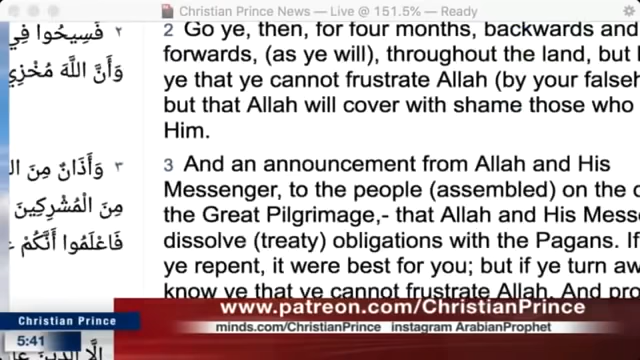 Christian Prince News — Live @ 151.5% — Ready
٢ فَسِيحُوا فِي
وَأَنَّ اللَّهَ مُخْزِي
2 Go ye, then, for four months, backwards and
forwards, (as ye will), throughout the land, but
ye that ye cannot frustrate Allah (by your
but that Allah will cover with shame those who
Him.
٣ وَأَذَانٌ مِنَ
مِنَ الْمُشْرِكِينَ
فَاعْلَمُوا أَنَّكُمْ
3 And an announcement from Allah and His
Messenger, to the people (assembled) on the
the Great Pilgrimage,- that Allah and His
dissolve (treaty) obligations with the Pagans. If
ye repent, it were best for you; but if ye turn
know ye that ye cannot frustrate Allah. And
www.patreon.com/ChristianPrince
minds.com/ChristianPrince instagram ArabianProphet
Christian Prince
5:41